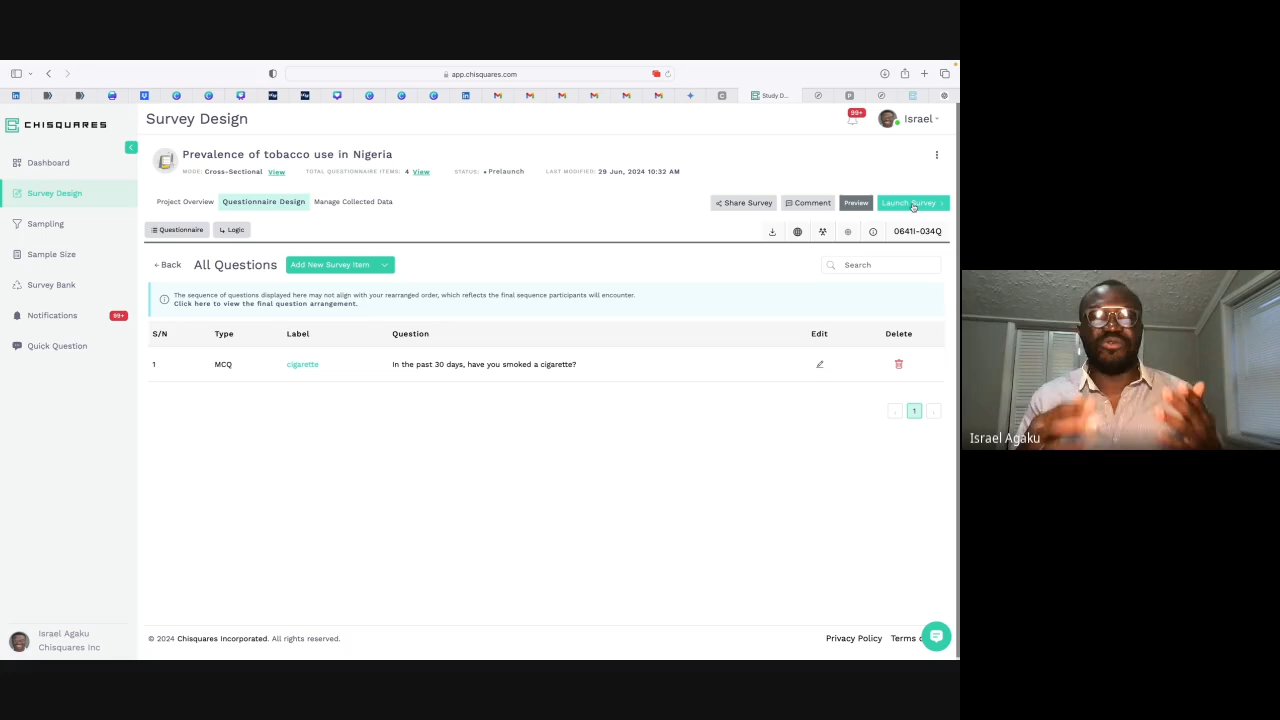 app.chisquares.com
Study D...
CHISQUARES
Survey Design
99+
Israel
Dashboard
Survey Design
Sampling
Sample Size
Survey Bank
Notifications 99+
Quick Question
Prevalence of tobacco use in Nigeria
MODE: Cross-Sectional View TOTAL QUESTIONNAIRE ITEMS: 4 View STATUS: • Prelaunch LAST MODIFIED: 29 Jun, 2024 10:32 AM
Project Overview Questionnaire Design Manage Collected Data
Share Survey Comment Preview Launch Survey
Questionnaire Logic
0641I-034Q
Back All Questions Add New Survey Item Search
The sequence of questions displayed here may not align with your rearranged order, which reflects the final sequence participants will encounter.
Click here to view the final question arrangement.
S/N Type Label Question Edit Delete
1 MCQ cigarette In the past 30 days, have you smoked a cigarette?
1
Israel Agaku
Israel Agaku
Chisquares Inc
© 2024 Chisquares Incorporated. All rights reserved.
Privacy Policy Terms